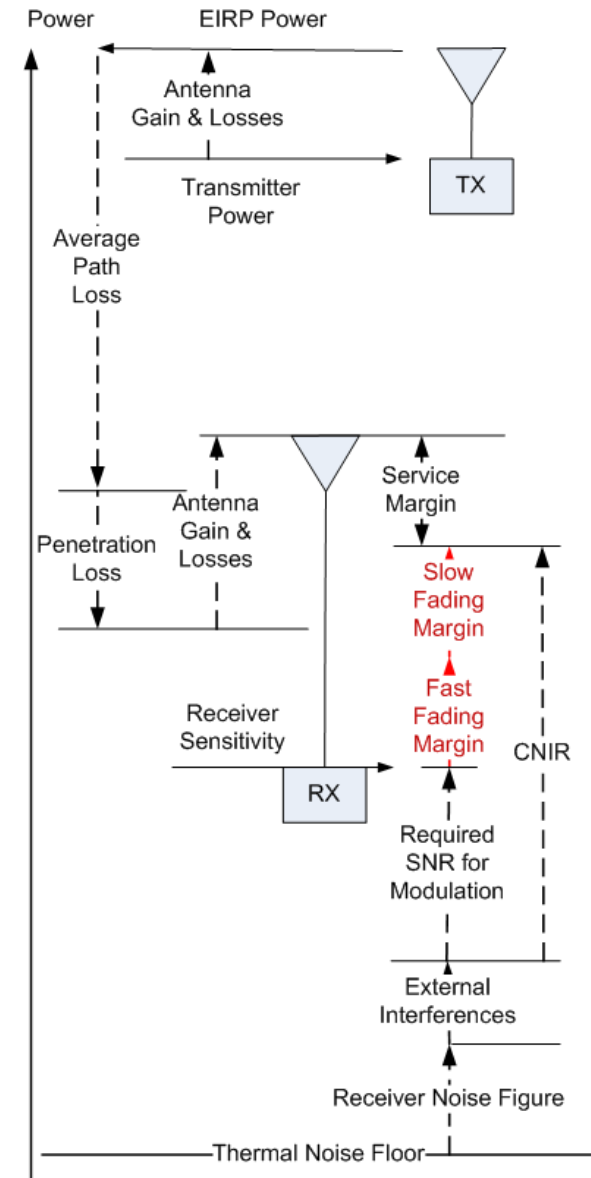 Power
EIRP Power
Antenna
Gain & Losses
TX
Transmitter
Power
Average
Path
Loss
Service
Margin
Antenna
Gain &
Losses
Penetration
Loss
Slow
Fading
Margin
Fast
Fading
Margin
Receiver
Sensitivity
CNIR
RX
Required
SNR for
Modulation
External
Interferences
Receiver Noise Figure
Thermal Noise Floor